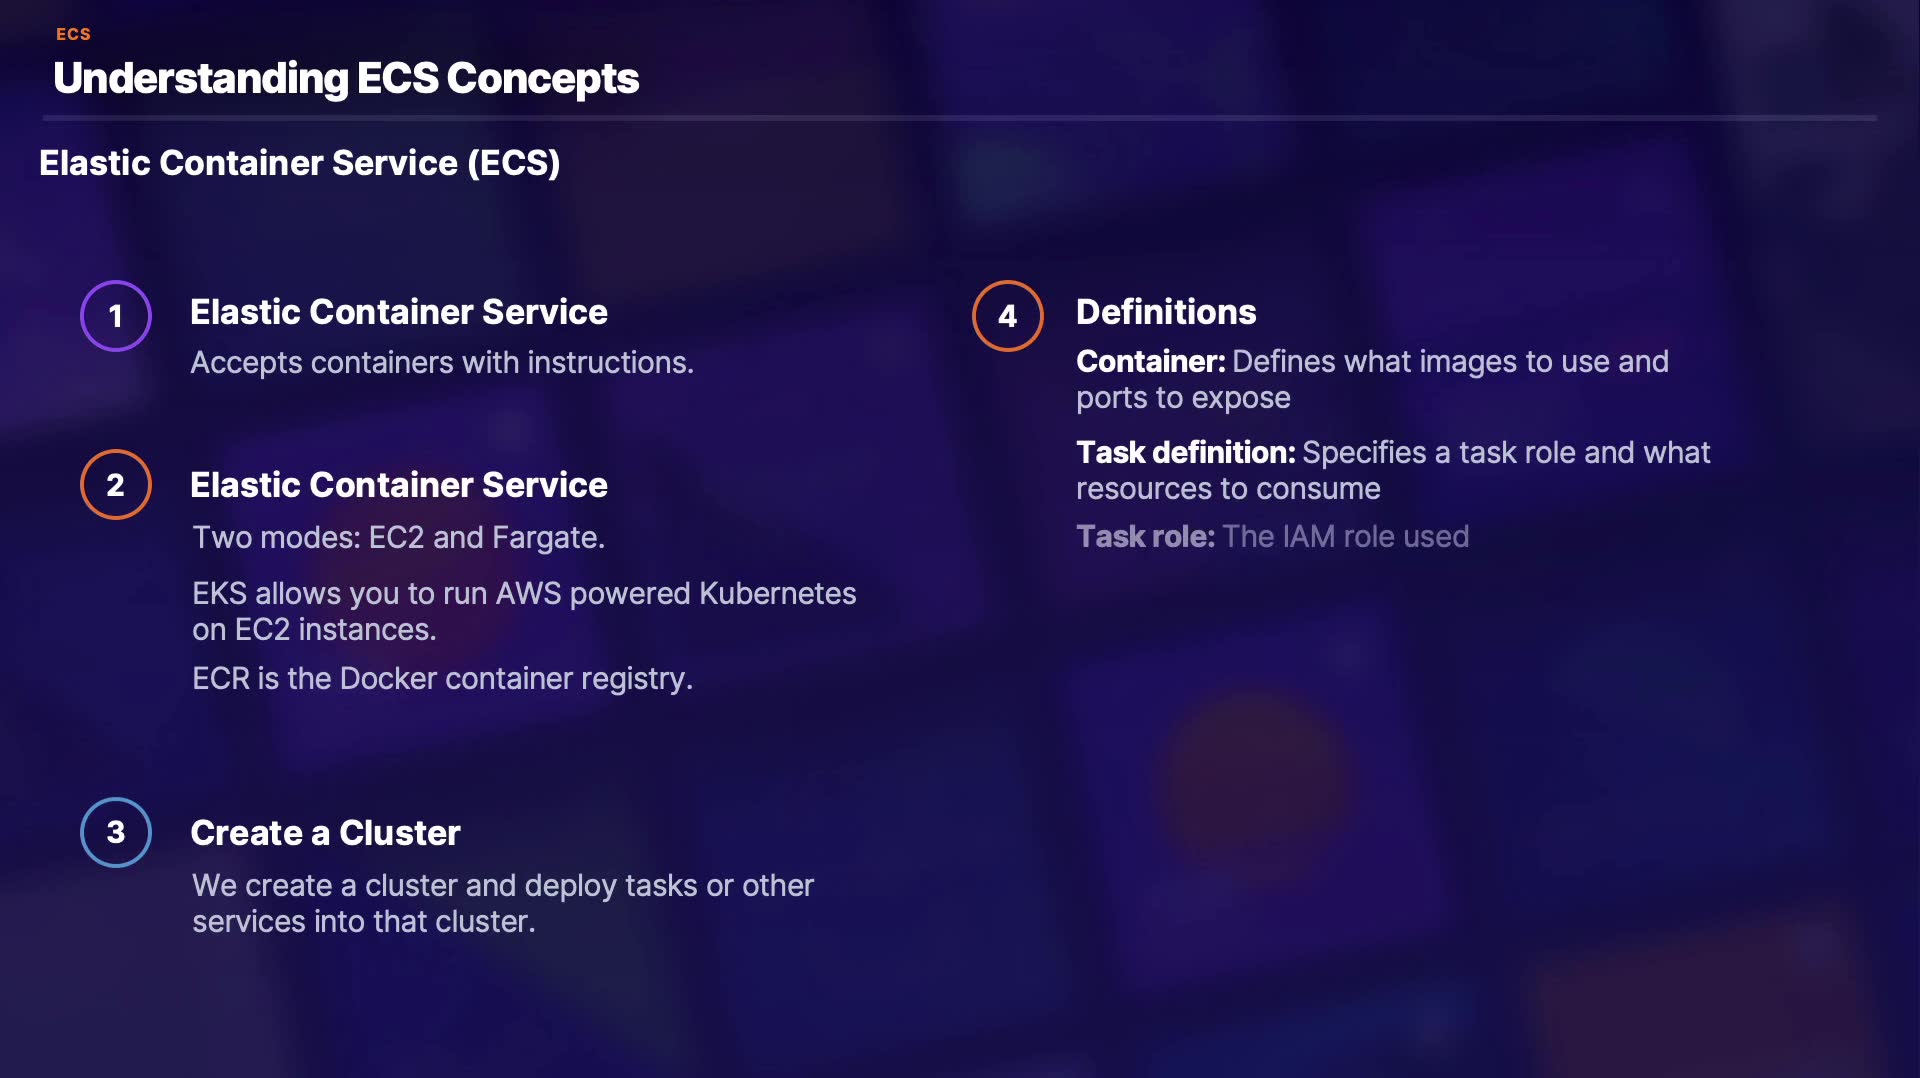 ECS
Understanding ECS Concepts
Elastic Container Service (ECS)
1
Elastic Container Service
Accepts containers with instructions.
2
Elastic Container Service
Two modes: EC2 and Fargate.
EKS allows you to run AWS powered Kubernetes
on EC2 instances.
ECR is the Docker container registry.
3
Create a Cluster
We create a cluster and deploy tasks or other
services into that cluster.
4
Definitions
Container: Defines what images to use and
ports to expose
Task definition: Specifies a task role and what
resources to consume
Task role: The IAM role used